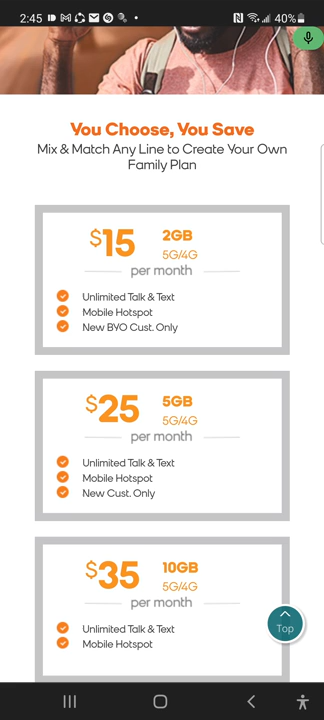 2:45
40%
You Choose, You Save
Mix & Match Any Line to Create Your Own
Family Plan
$15 2GB
5G/4G
per month
Unlimited Talk & Text
Mobile Hotspot
New BYO Cust. Only
$25 5GB
5G/4G
per month
Unlimited Talk & Text
Mobile Hotspot
New Cust. Only
$35 10GB
5G/4G
per month
Unlimited Talk & Text
Mobile Hotspot
Top